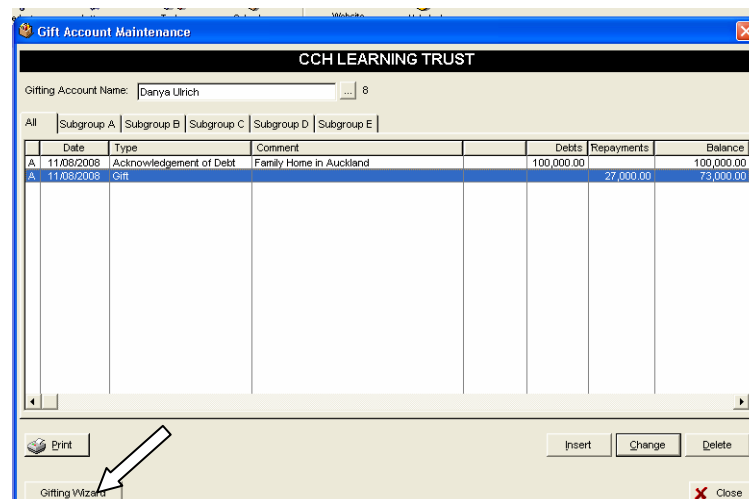 Gift Account Maintenance
CCH LEARNING TRUST
Gifting Account Name: Danya Ulrich ... 8
All Subgroup A Subgroup B Subgroup C Subgroup D Subgroup E
Date Type Comment Debts Repayments Balance
A 11/08/2008 Acknowledgement of Debt Family Home in Auckland 100,000.00 100,000.00
A 11/08/2008 Gift 27,000.00 73,000.00
Print Insert Change Delete
Gifting Wizard Close